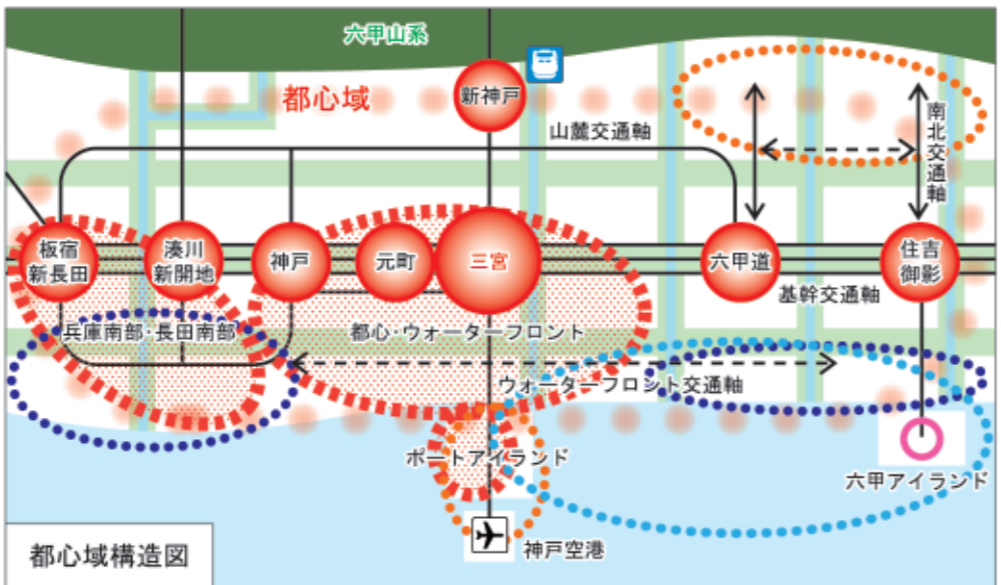 六甲山系
都心域
新神戸
山麓交通軸
南北交通軸
板宿
新長田
湊川
新開地
神戸
元町
三宮
六甲道
住吉
御影
基幹交通軸
兵庫南部・長田南部
都心・ウォーターフロント
ウォーターフロント交通軸
ポートアイランド
六甲アイランド
神戸空港
都心域構造図